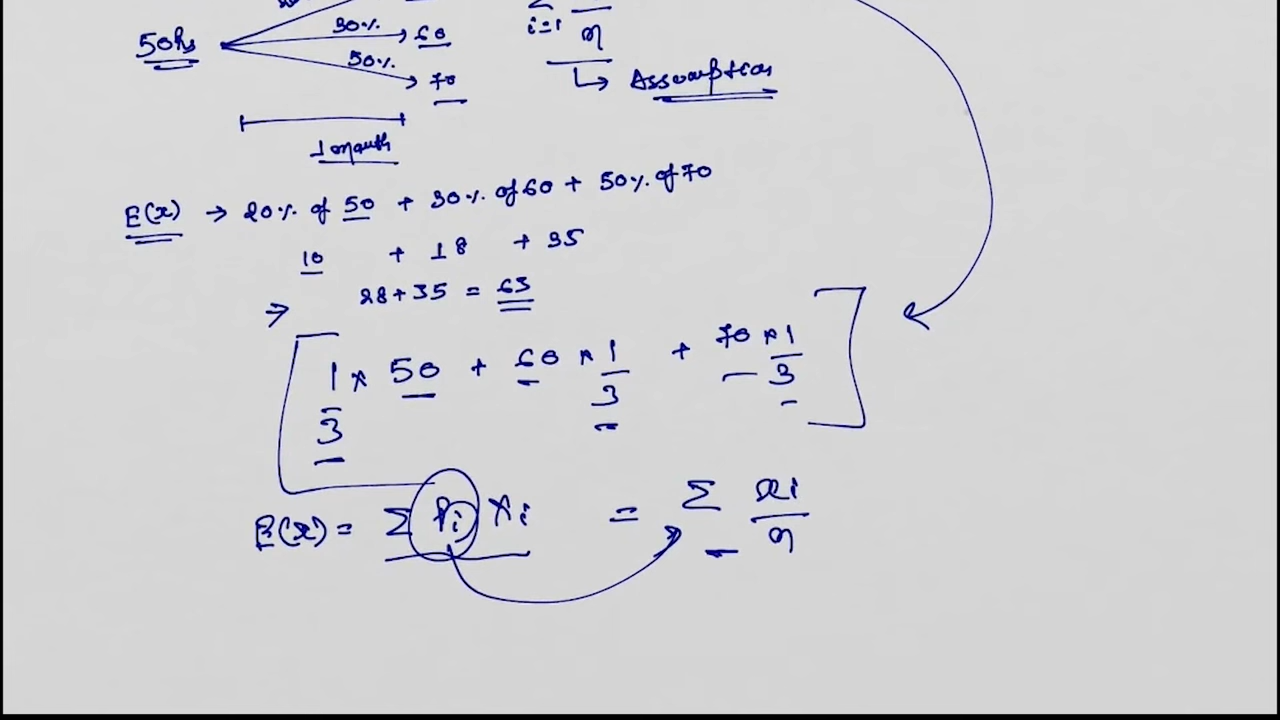 50Rs
30% 60
50% 70
i=1 n
Assumption
1 month
E(x) → 20% of 50 + 30% of 60 + 50% of 70
10 + 18 + 35
⇒ 28+35 = 63
[ 1/3 × 50 + 60 × 1/3 + 70 × 1/3 ]
E(x) = Σ Pi Xi = Σ xi/n